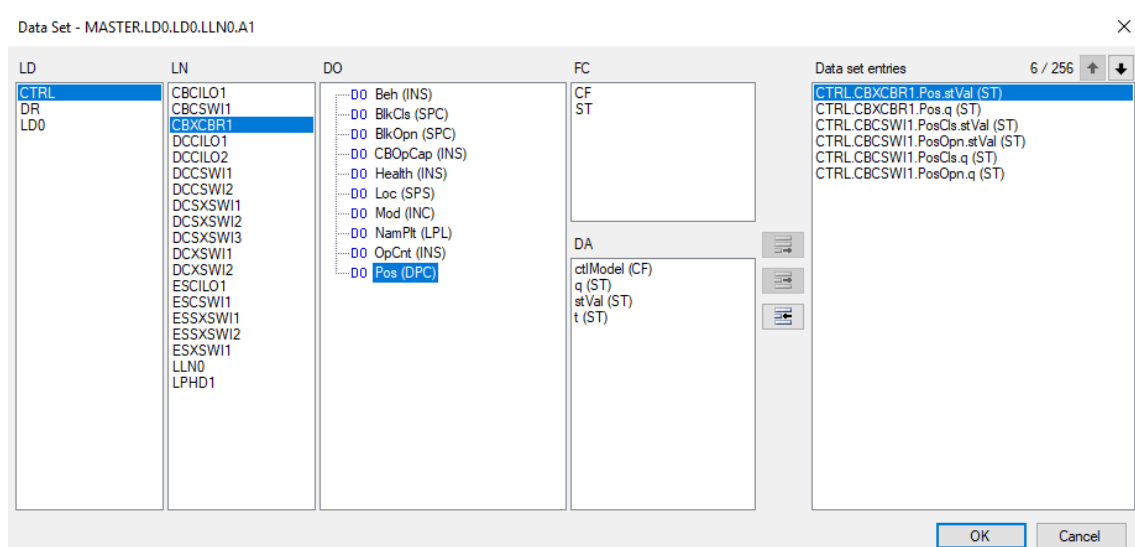 Data Set - MASTER.LD0.LD0.LLN0.A1
LD
CTRL
DR
LD0
LN
CBCILO1
CBCSWI1
CBXCBR1
DCCILO1
DCCILO2
DCCSWI1
DCCSWI2
DCSXSWI1
DCSXSWI2
DCSXSWI3
DCXSWI1
DCXSWI2
ESCILO1
ESCSWI1
ESSXSWI1
ESSXSWI2
ESXSWI1
LLN0
LPHD1
DO
DO Beh (INS)
DO BlkCls (SPC)
DO BlkOpn (SPC)
DO CBOpCap (INS)
DO Health (INS)
DO Loc (SPS)
DO Mod (INC)
DO NamPlt (LPL)
DO OpCnt (INS)
DO Pos (DPC)
FC
CF
ST
DA
ctlModel (CF)
q (ST)
stVal (ST)
t (ST)
Data set entries 6 / 256
CTRL.CBXCBR1.Pos.stVal (ST)
CTRL.CBXCBR1.Pos.q (ST)
CTRL.CBCSWI1.PosCls.stVal (ST)
CTRL.CBCSWI1.PosOpn.stVal (ST)
CTRL.CBCSWI1.PosCls.q (ST)
CTRL.CBCSWI1.PosOpn.q (ST)
OK Cancel